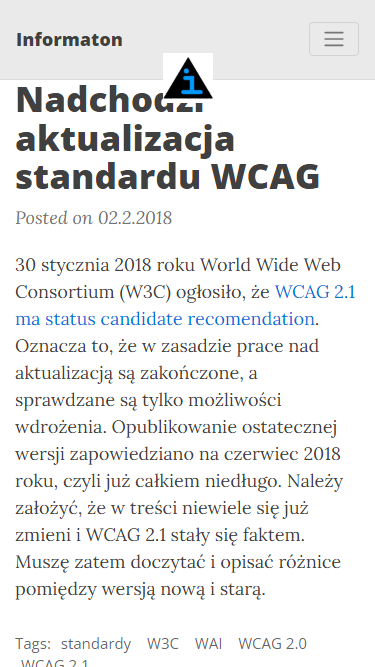 Informaton
Nadchodzi
aktualizacja
standardu WCAG
Posted on 02.2.2018
30 stycznia 2018 roku World Wide Web
Consortium (W3C) ogłosiło, że WCAG 2.1
ma status candidate recomendation.
Oznacza to, że w zasadzie prace nad
aktualizacją są zakończone, a
sprawdzane są tylko możliwości
wdrożenia. Opublikowanie ostatecznej
wersji zapowiedziano na czerwiec 2018
roku, czyli już całkiem niedługo. Należy
założyć, że w treści niewiele się już
zmieni i WCAG 2.1 stały się faktem.
Muszę zatem doczytać i opisać różnice
pomiędzy wersją nową i starą.
Tags: standardy W3C WAI WCAG 2.0
WCAG 2.1